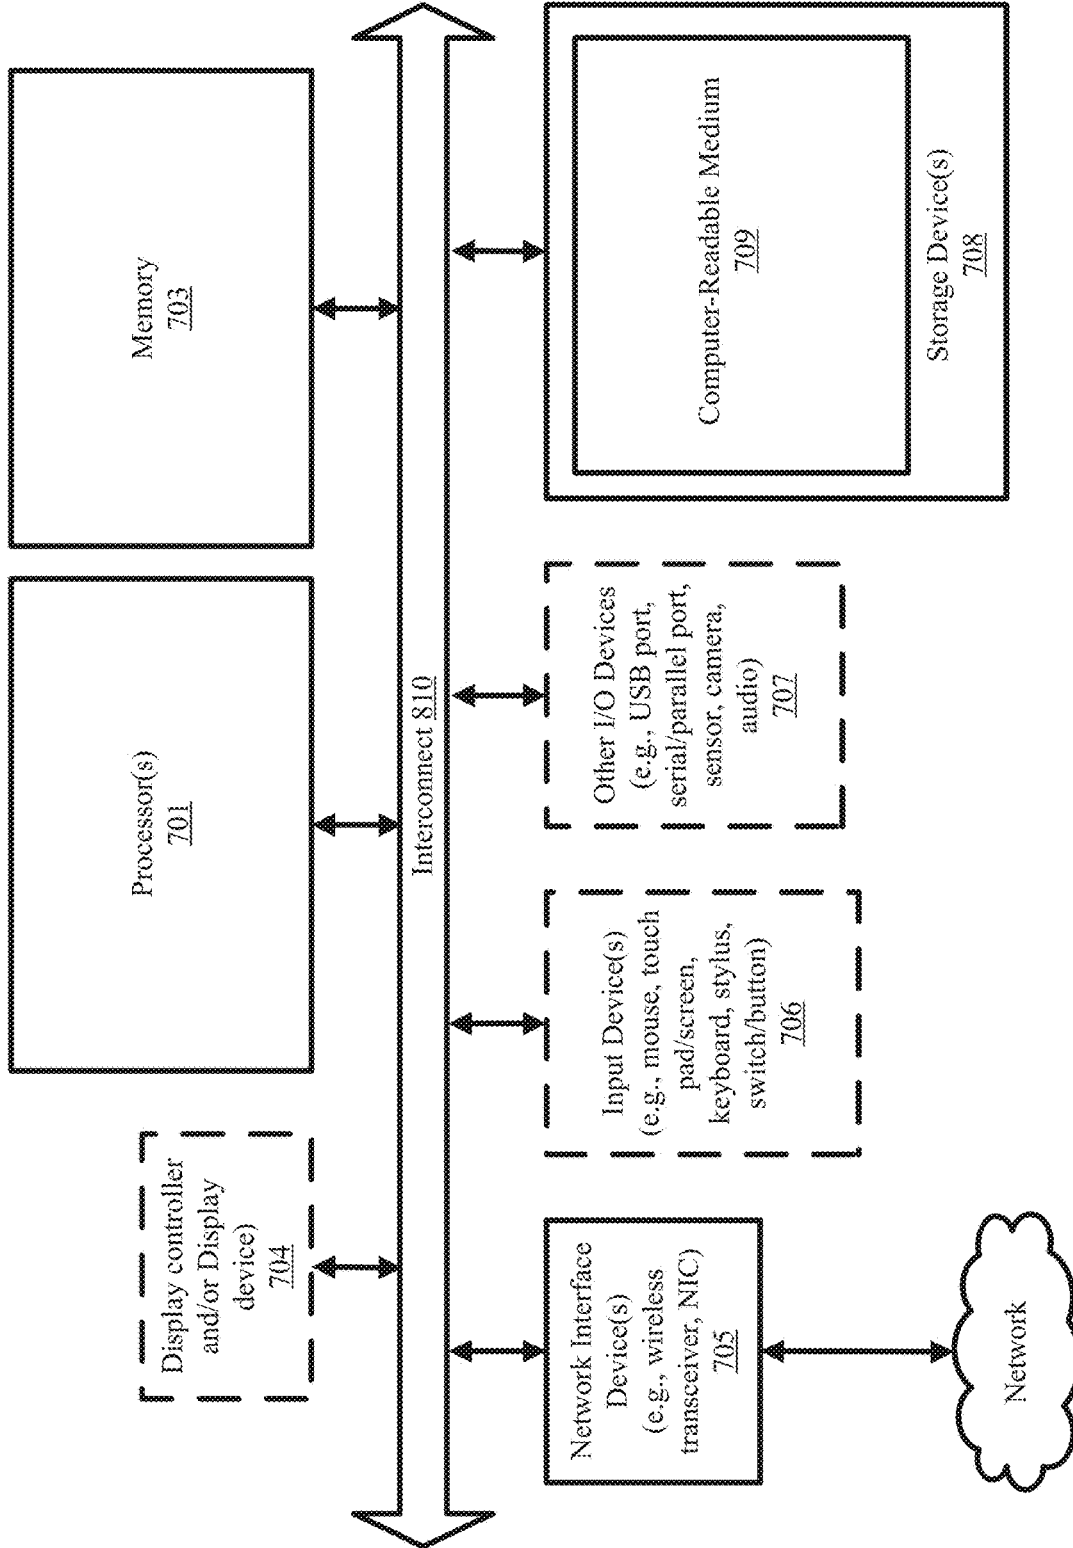 Display controller
and/or Display
device)
704
Processor(s)
701
Memory
703
Interconnect 810
Network Interface
Device(s)
(e.g., wireless
transceiver, NIC)
705
Input Device(s)
(e.g., mouse, touch
pad/screen,
keyboard, stylus,
switch/button)
706
Other I/O Devices
(e.g., USB port,
serial/parallel port,
sensor, camera,
audio)
707
Computer-Readable Medium
709
Storage Device(s)
708
Network